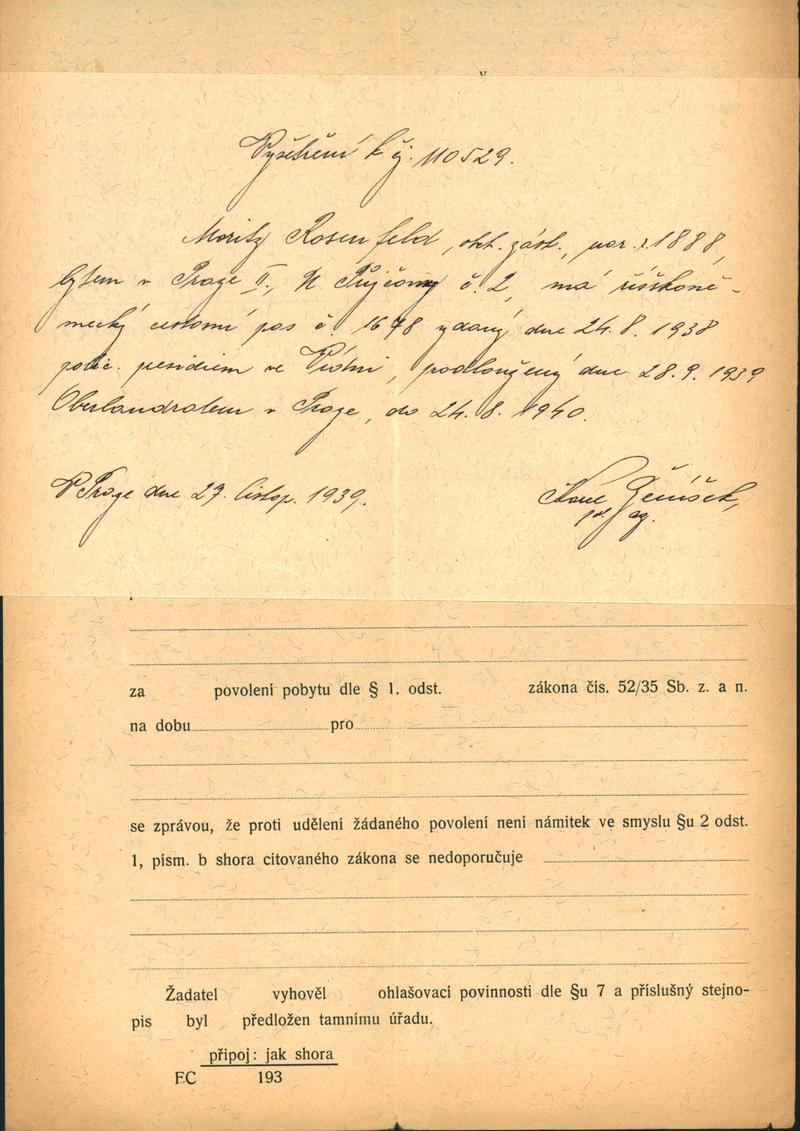 Vyšetření k čj. 110529.
Moritz Rosenfeld, obch. zást., nar. r. 1888,
bytem v Praze II., N Půjčovny č. 2, má říšskoně-
mecký cestovní pas č. 1678 vydaný dne 24. 8. 1938
polic. presidiem ve Vídni, prodloužený dne 28. 9. 1939
Oberlandratem v Praze, do 24. 8. 1940.
V Praze dne 27. listop. 1939.
za povolení pobytu dle § 1. odst. zákona čís. 52/35 Sb. z. a n.
na dobu pro
se zprávou, že proti udělení žádaného povolení není námitek ve smyslu §u 2 odst.
1, písm. b shora citovaného zákona se nedoporučuje
Žadatel vyhověl ohlašovací povinnosti dle §u 7 a příslušný stejno-
pis byl předložen tamnímu úřadu.
připoj: jak shora
FC 193